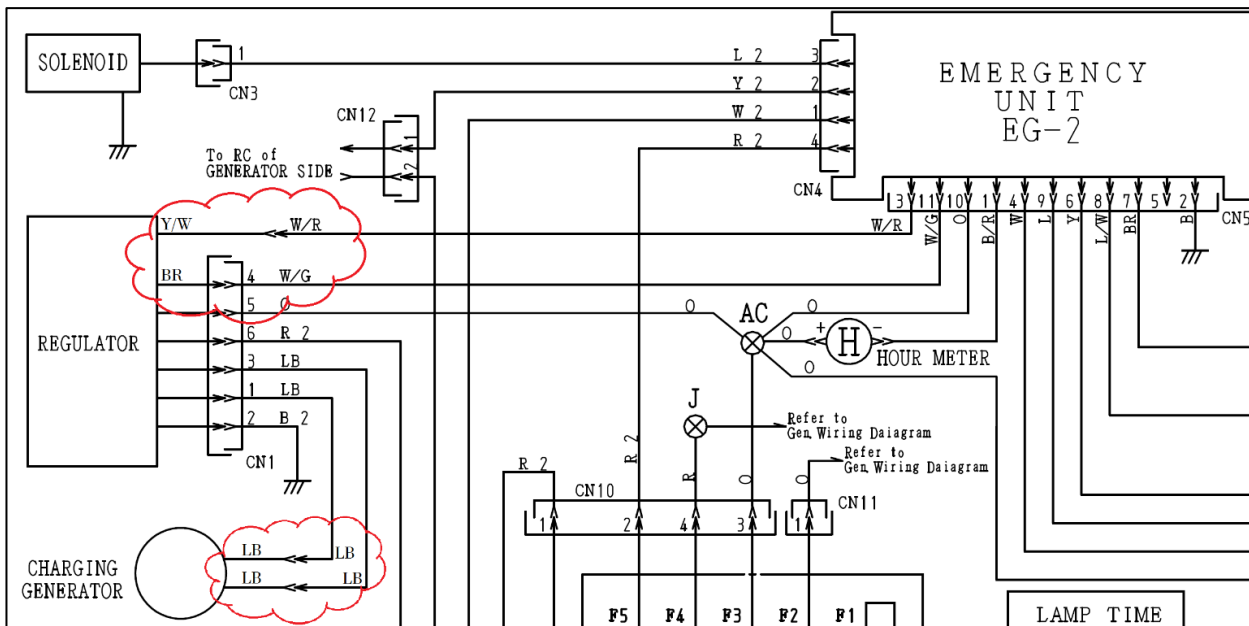 SOLENOID
1
CN3
L 2
3
Y 2
2
W 2
1
R 2
4
CN4
EMERGENCY
UNIT
EG-2
CN12
1
2
To RC of
GENERATOR SIDE
3 11 10 1 4 9 6 8 7 5 2
CN5
W/R
W/G
O
B/R
W
L
Y
L/W
BR
B
REGULATOR
Y/W
W/R
BR
4
W/G
5
O
6
R 2
3
LB
1
LB
2
B 2
CN1
O
AC
O
O
+
H
-
HOUR METER
O
J
Refer to
Gen.Wiring Daiagram
Refer to
Gen.Wiring Daiagram
R 2
R 2
R
O
O
CN10
CN11
1
2
4
3
1
CHARGING
GENERATOR
LB
LB
LB
LB
F5
F4
F3
F2
F1
LAMP TIME